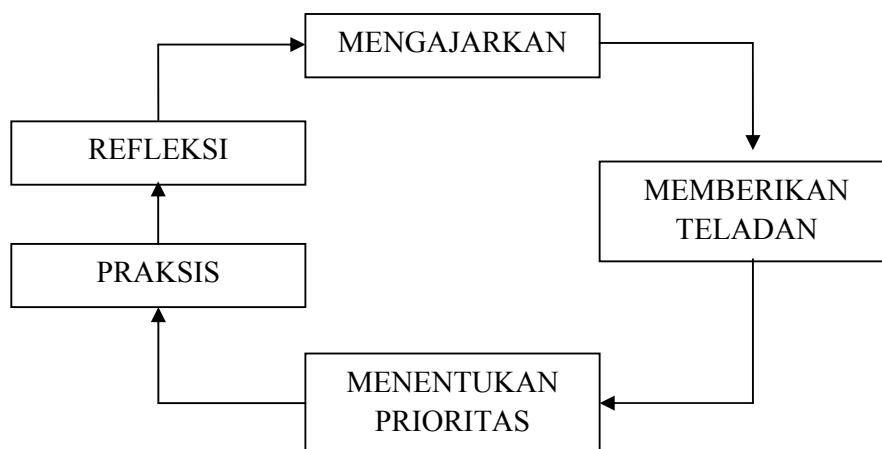 MENGAJARKAN
REFLEKSI
MEMBERIKAN
TELADAN
PRAKSIS
MENENTUKAN
PRIORITAS